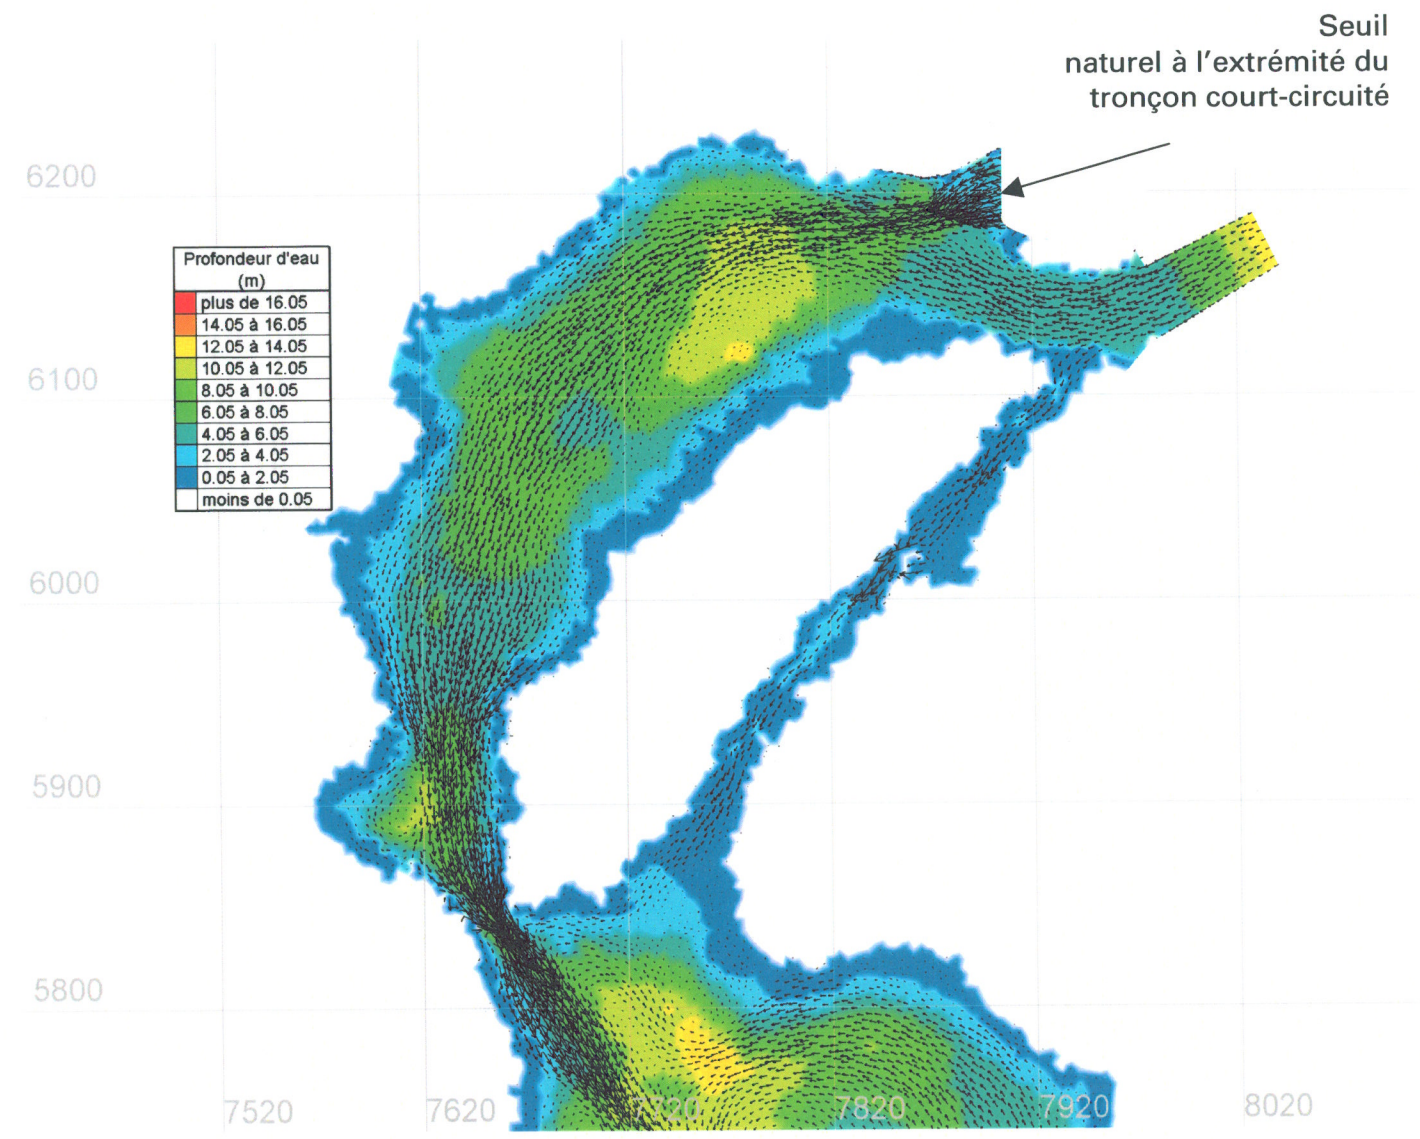 Seuil
naturel à l'extrémité du
tronçon court-circuité
6200
Profondeur d'eau
(m)
plus de 16.05
14.05 à 16.05
12.05 à 14.05
10.05 à 12.05
8.05 à 10.05
6.05 à 8.05
4.05 à 6.05
2.05 à 4.05
0.05 à 2.05
moins de 0.05
6100
6000
5900
5800
7520 7620 7720 7820 7920 8020